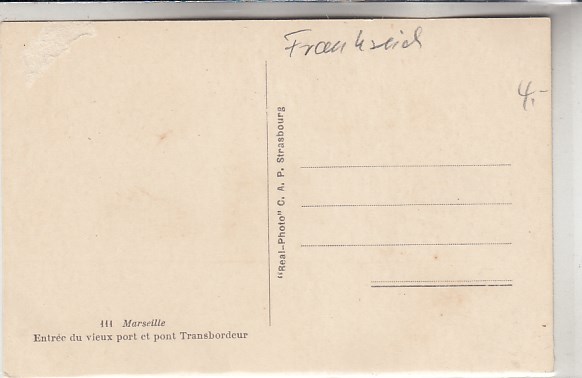 Frankreich
4,-
"Real-Photo" C. A. P. Strasbourg
111 Marseille
Entrée du vieux port et pont Transbordeur